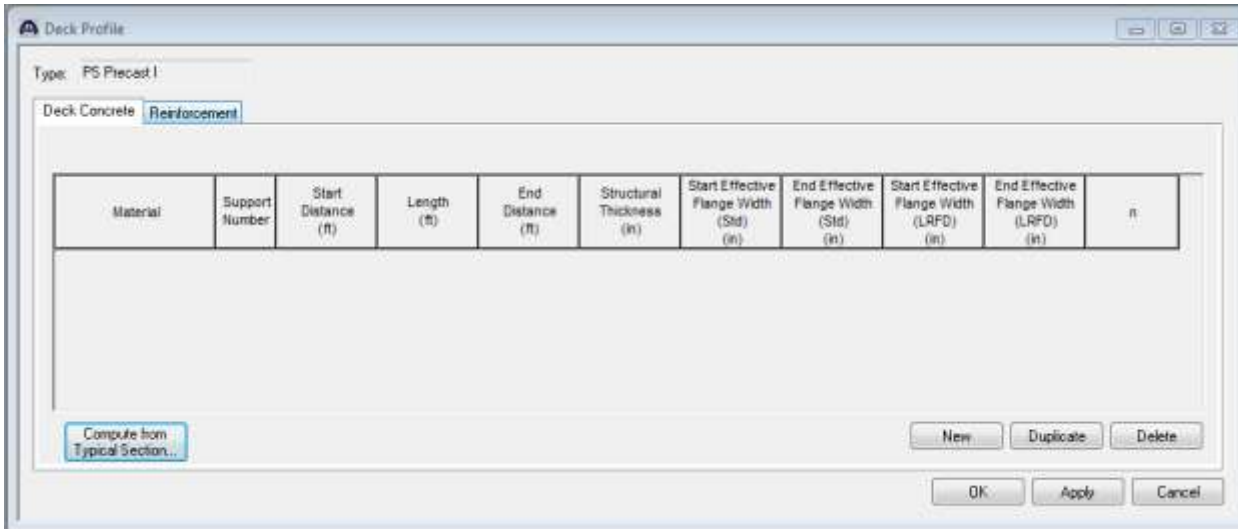 Deck Profile
Type: PS Precast I
Deck Concrete Reinforcement
Material
Support
Number
Start
Distance
(ft)
Length
(ft)
End
Distance
(ft)
Structural
Thickness
(in)
Start Effective
Flange Width
(Std)
(in)
End Effective
Flange Width
(Std)
(in)
Start Effective
Flange Width
(LRFD)
(in)
End Effective
Flange Width
(LRFD)
(in)
n
Compute from
Typical Section...
New Duplicate Delete
OK Apply Cancel